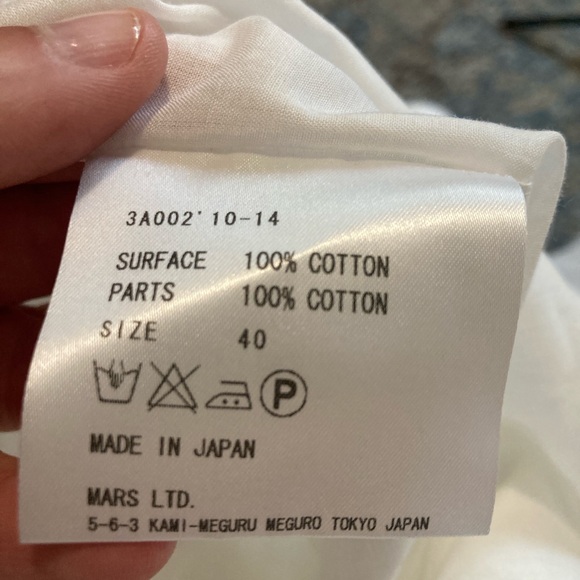 3A002' 10-14
SURFACE 100% COTTON
PARTS 100% COTTON
SIZE 40
P
MADE IN JAPAN
MARS LTD.
5-6-3 KAMI-MEGURU MEGURO TOKYO JAPAN